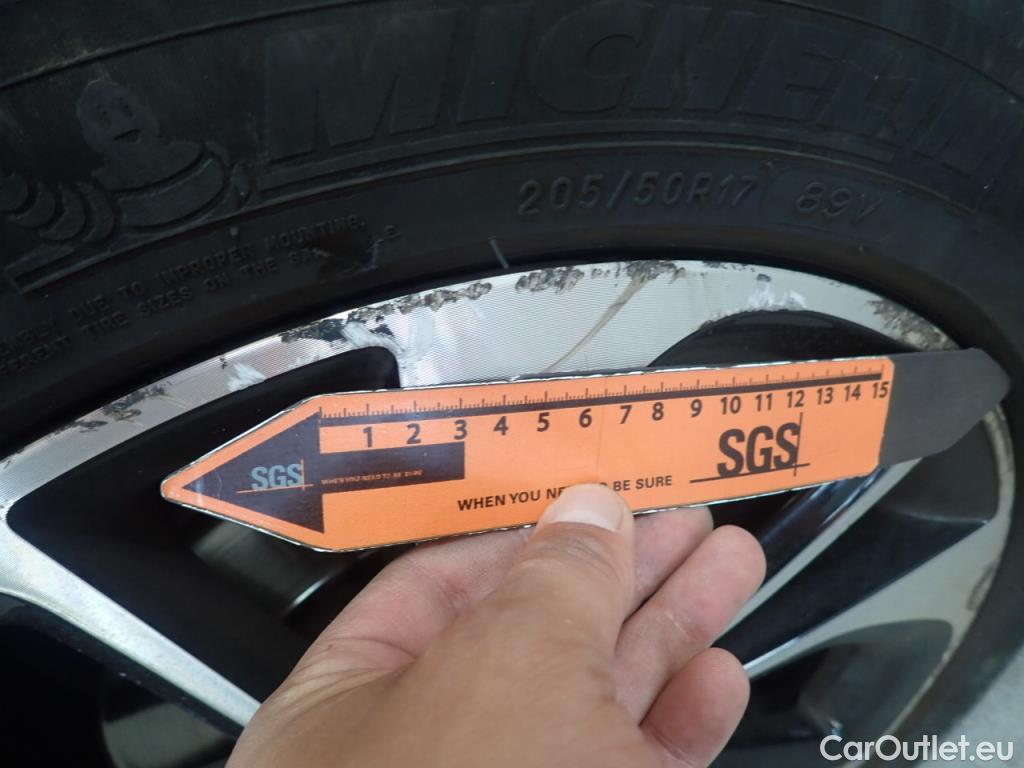 MICHELIN
205/50R17 89V
DUE TO IMPROPER MOUNTING.
TIRE SIZES ON THE
1 2 3 4 5 6 7 8 9 10 11 12 13 14 15
SGS
SGS
WHEN YOU BE SURE
CarOutlet.eu